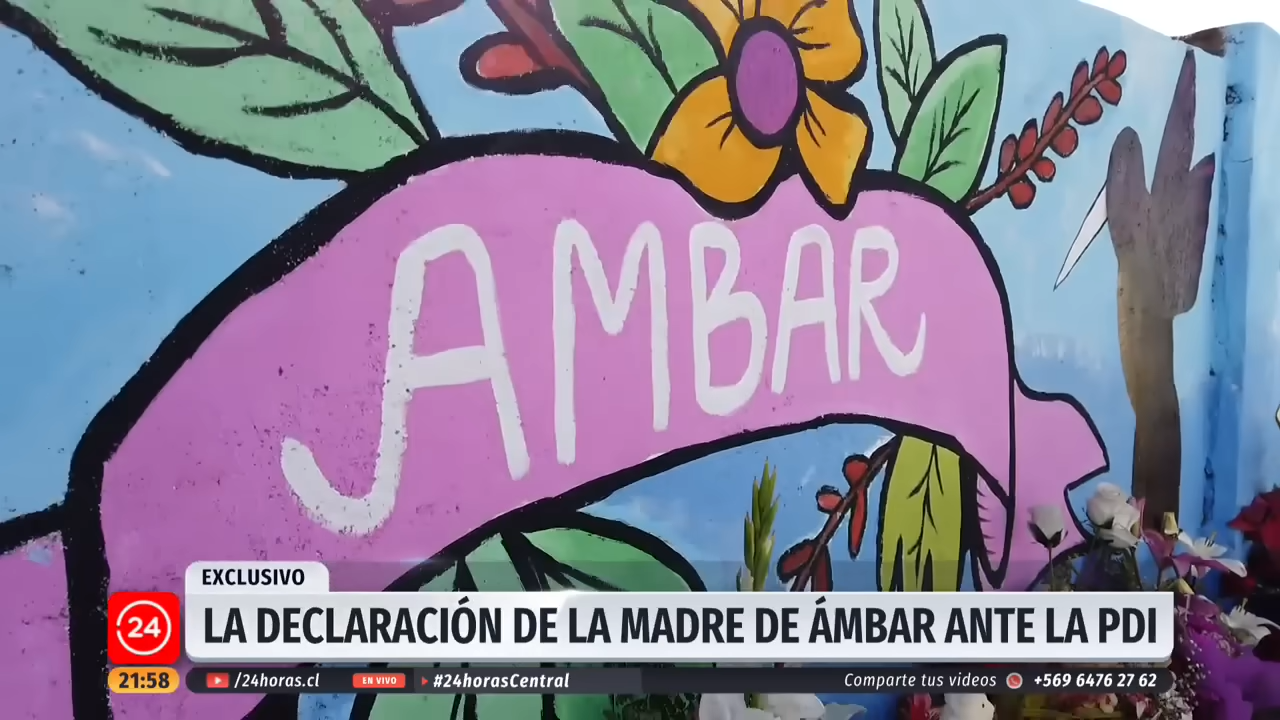 AMBAR
EXCLUSIVO
24
LA DECLARACIÓN DE LA MADRE DE ÁMBAR ANTE LA PDI
21:58 /24horas.cl EN VIVO #24horasCentral Comparte tus videos +569 6476 27 62